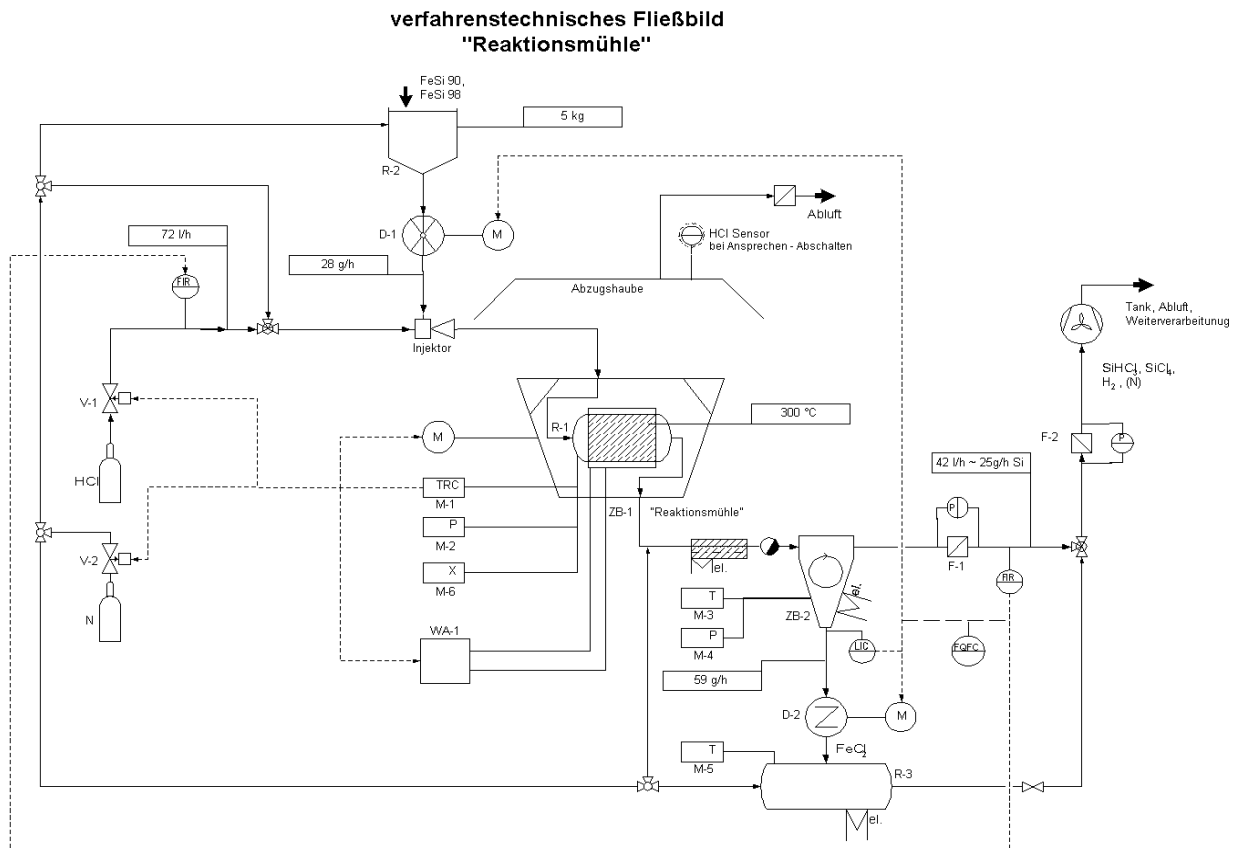 verfahrenstechnisches Fließbild
"Reaktionsmühle"
FeSi 90,
FeSi 98
5 kg
R-2
72 l/h
D-1
M
Abluft
HCl Sensor
bei Ansprechen - Abschalten
28 g/h
FIR
Abzugshaube
Injektor
Tank, Abluft,
Weiterverarbeitunug
SiHCl3, SiCl4,
H2 , (N)
V-1
HCl
M
R-1
300 °C
F-2
P
TRC
M-1
ZB-1
"Reaktionsmühle"
42 l/h ~ 25g/h Si
P
P
M-2
V-2
X
M-6
el.
F-1
FIR
N
T
M-3
el.
P
M-4
ZB-2
WA-1
LIC
FQFC
59 g/h
D-2
M
FeCl2
T
M-5
R-3
el.